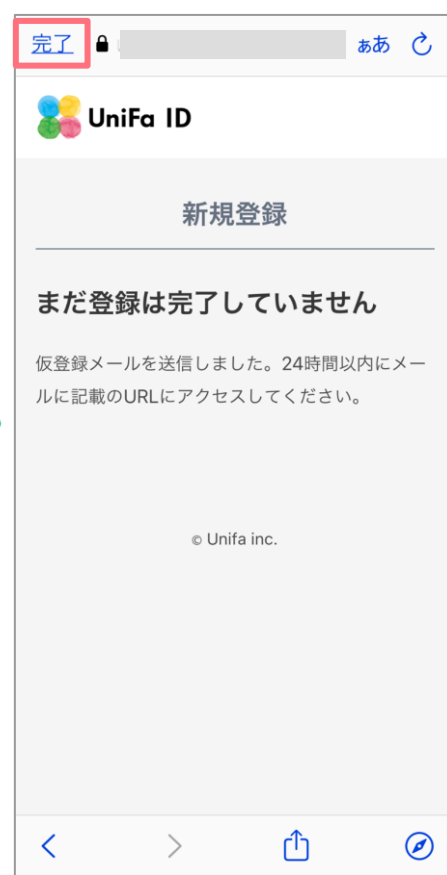 完了 ぁあ
UniFa ID
新規登録
まだ登録は完了していません
仮登録メールを送信しました。24時間以内にメー
ルに記載のURLにアクセスしてください。
© Unifa inc.